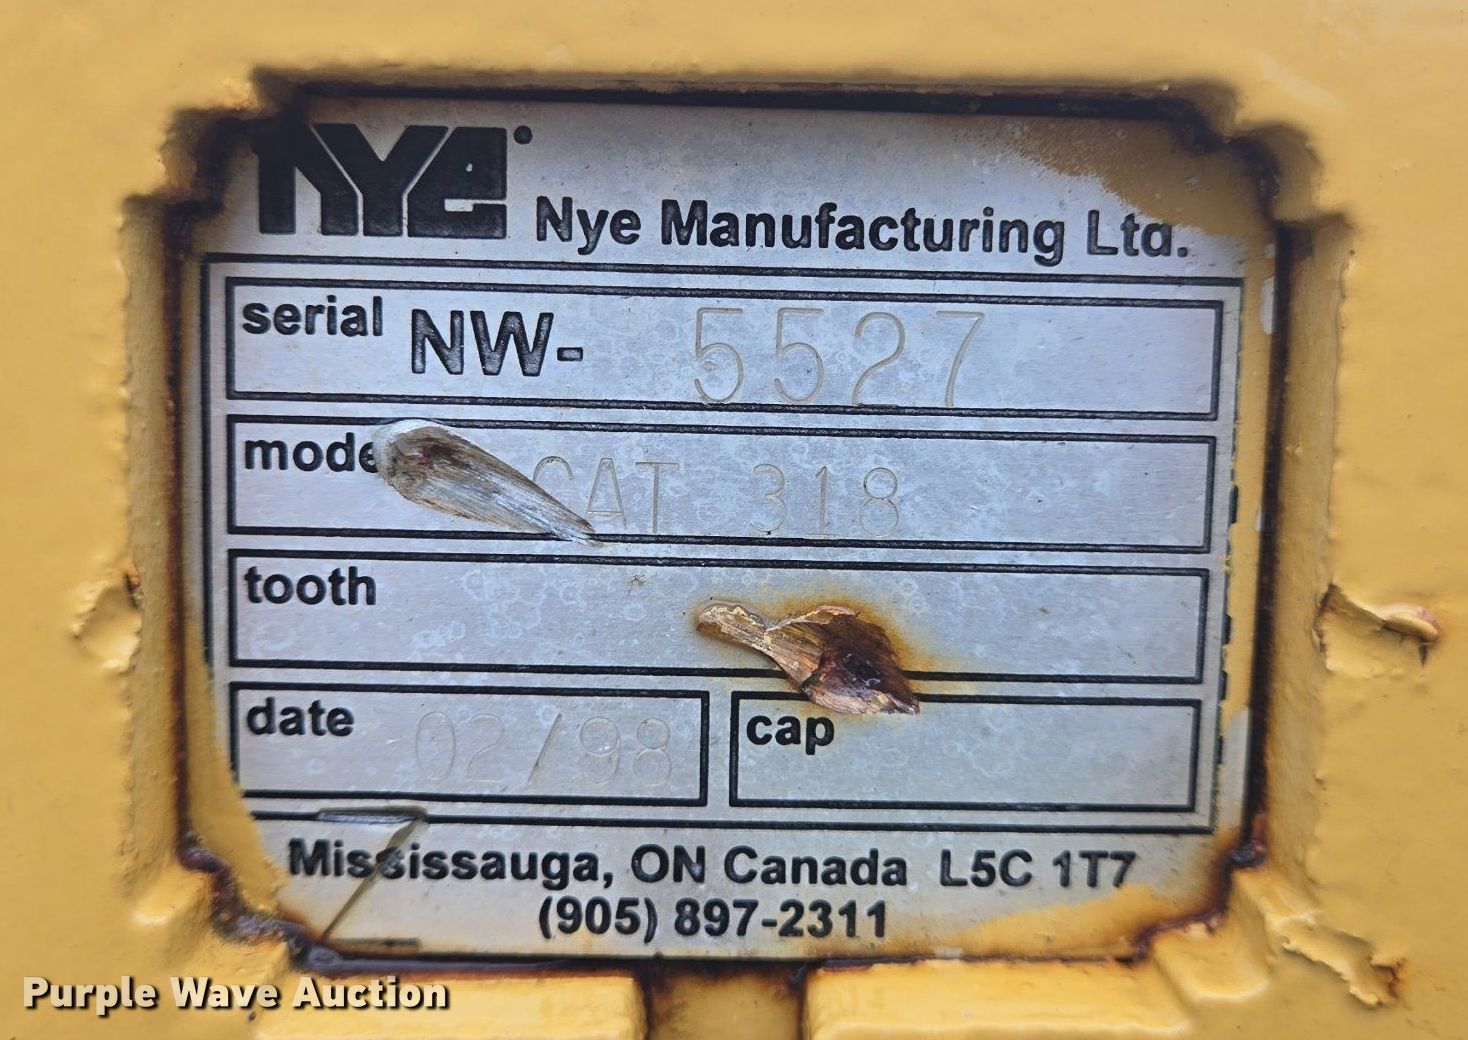 NYe
Nye Manufacturing Ltd.
serial NW- 5527
model CAT 318
tooth
date 02/98
cap
Mississauga, ON Canada L5C 1T7
(905) 897-2311
Purple Wave Auction